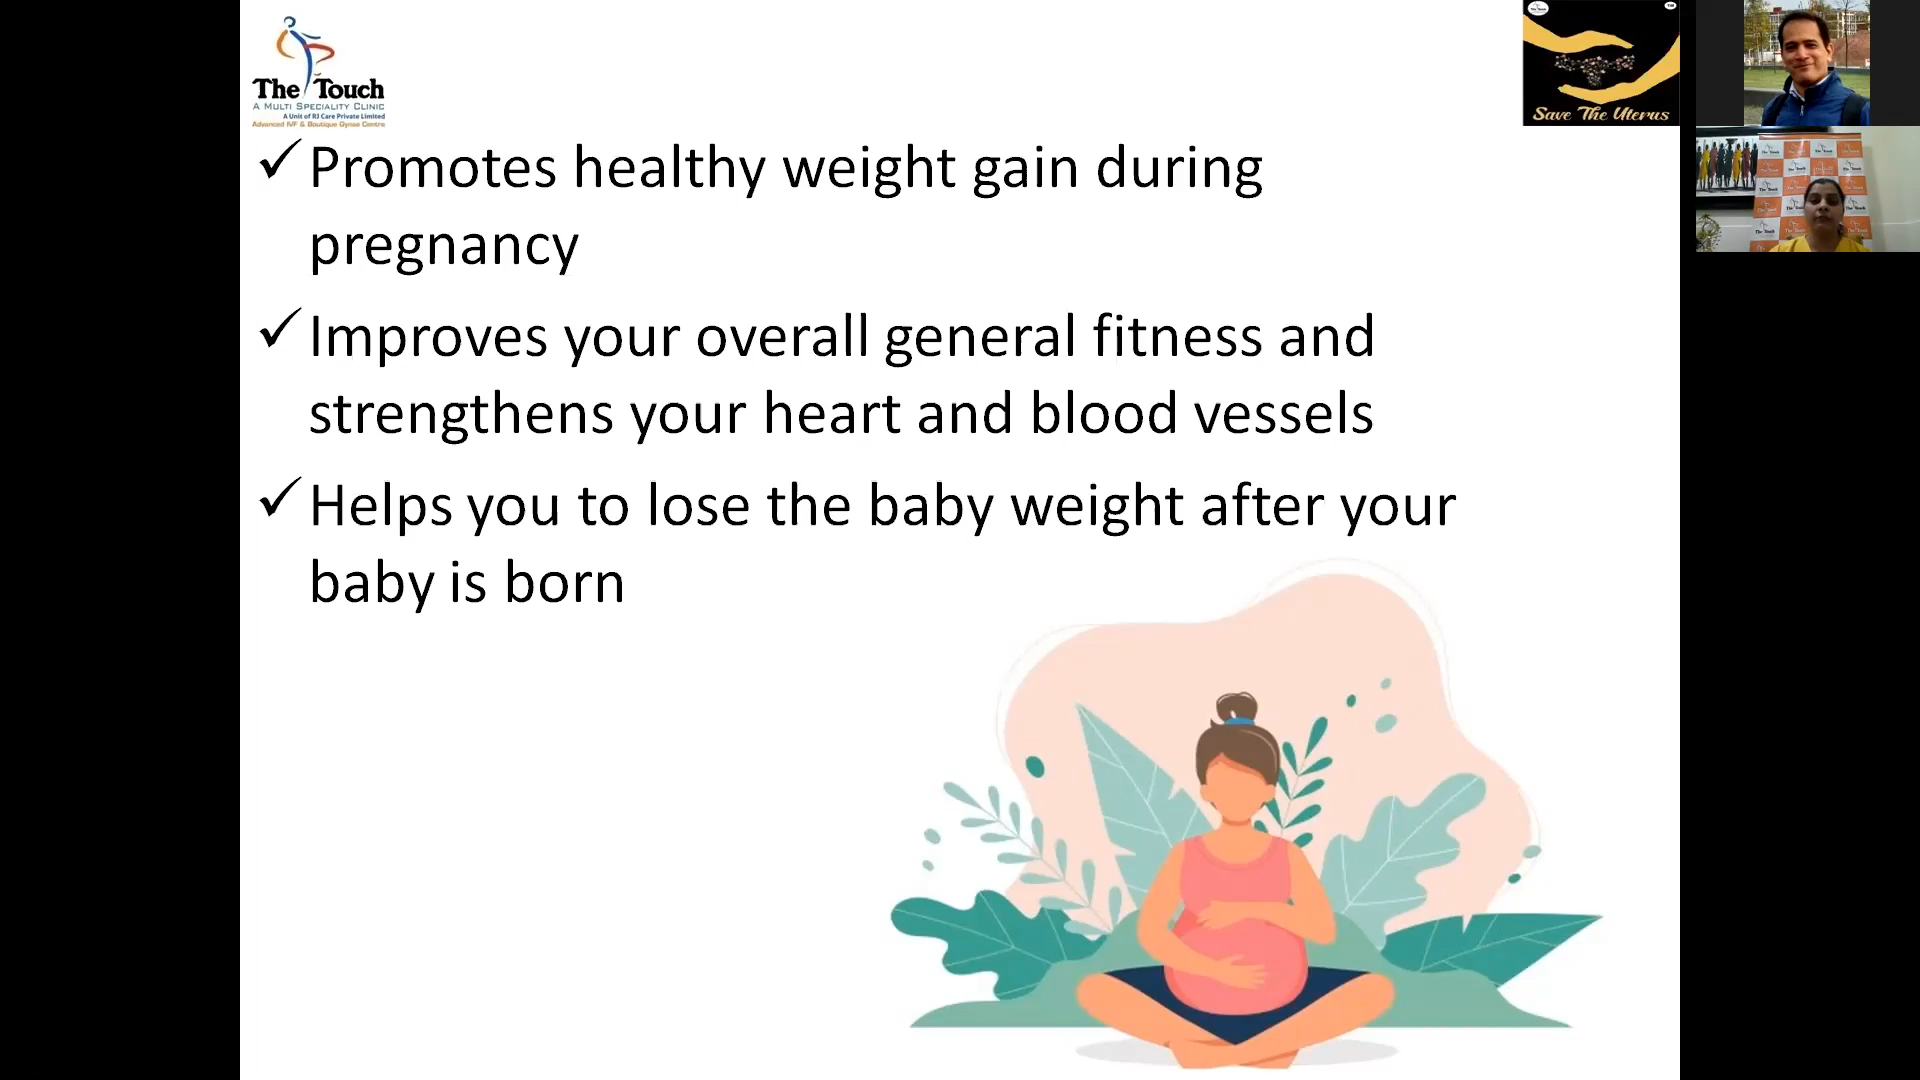 The Touch
A MULTI SPECIALITY CLINIC
A Unit of RJ Care Private Limited
Advanced IVF & Boutique Gynae Centre
Save The Uterus
✓Promotes healthy weight gain during
pregnancy
✓Improves your overall general fitness and
strengthens your heart and blood vessels
✓Helps you to lose the baby weight after your
baby is born